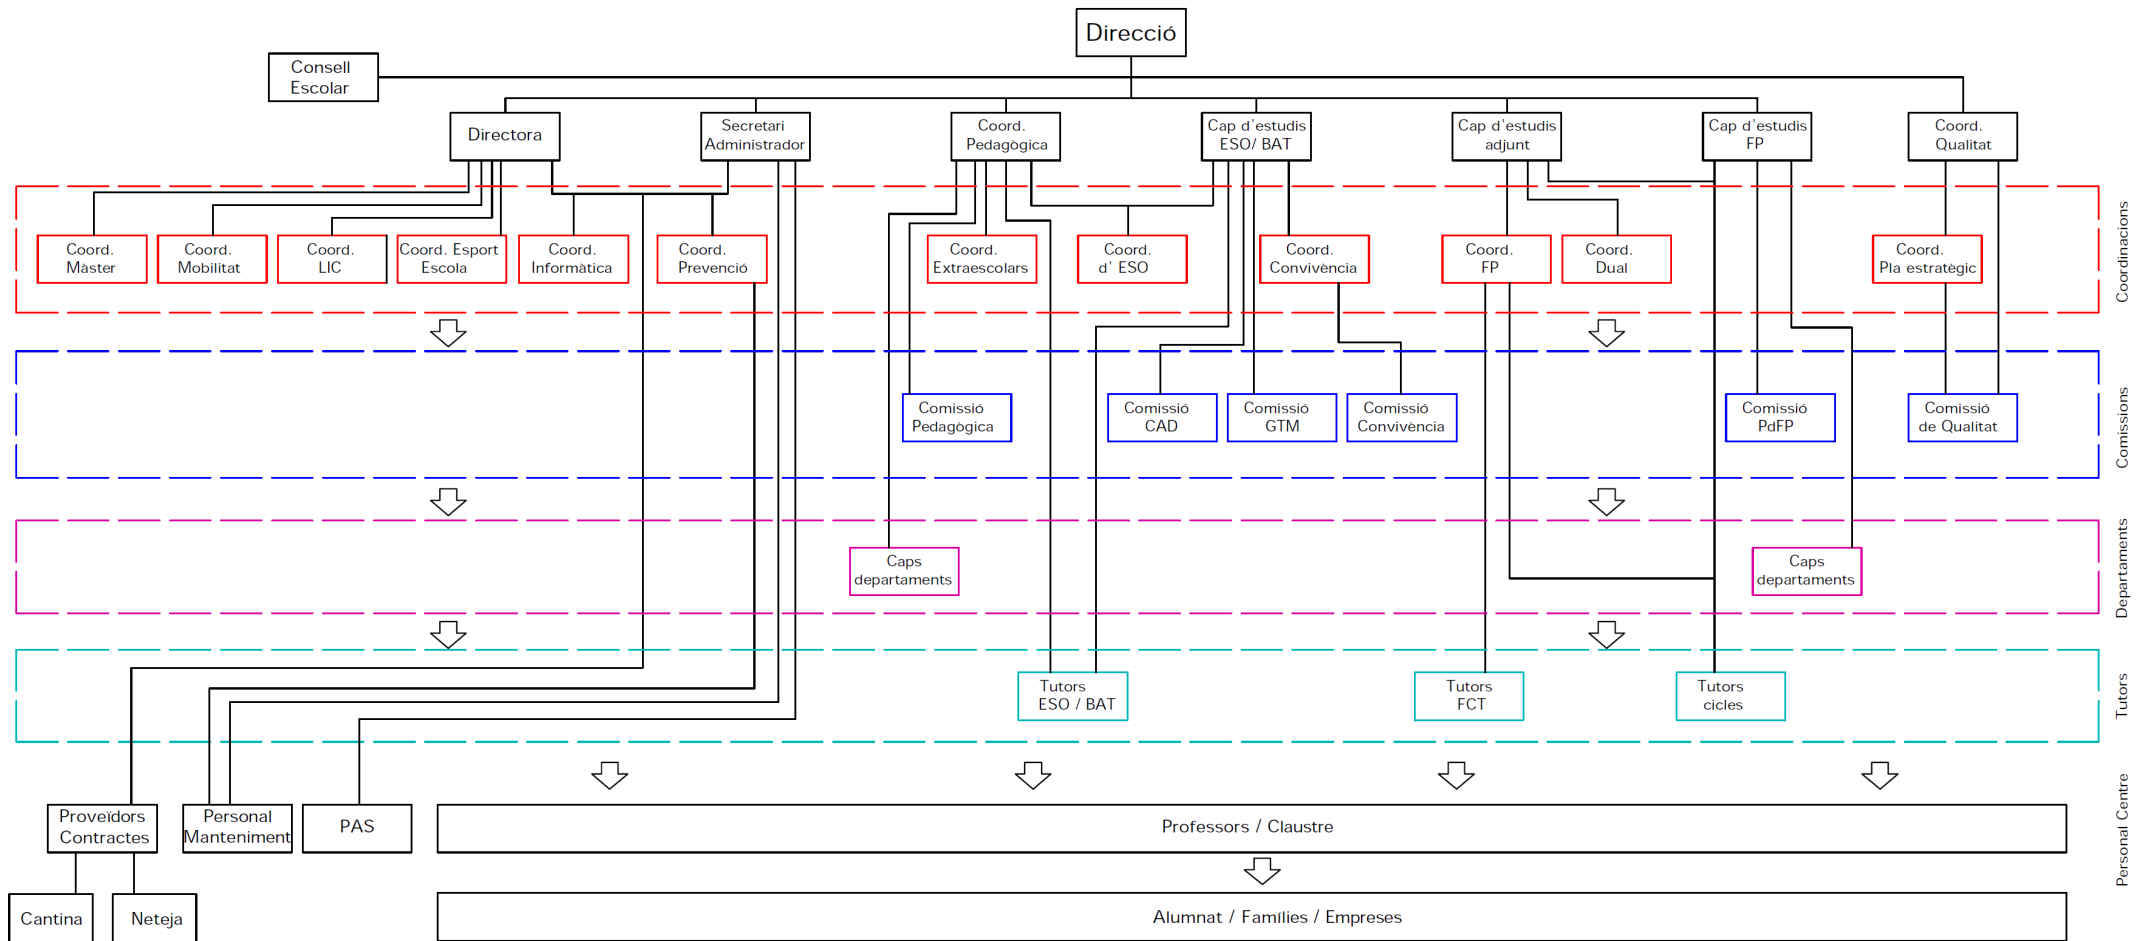 Direcció
Consell
Escolar
Directora
Secretari
Administrador
Coord.
Pedagògica
Cap d'estudis
ESO/ BAT
Cap d'estudis
adjunt
Cap d'estudis
FP
Coord.
Qualitat
Coordinacions
Coord.
Màster
Coord.
Mobilitat
Coord.
LIC
Coord. Esport
Escola
Coord.
Informàtica
Coord.
Prevenció
Coord.
Extraescolars
Coord.
d' ESO
Coord.
Convivència
Coord.
FP
Coord.
Dual
Coord.
Pla estratègic
Comissions
Comissió
Pedagògica
Comissió
CAD
Comissió
GTM
Comissió
Convivència
Comissió
PdFP
Comissió
de Qualitat
Departaments
Caps
departaments
Caps
departaments
Tutors
Tutors
ESO / BAT
Tutors
FCT
Tutors
cicles
Personal Centre
Proveïdors
Contractes
Personal
Manteniment
PAS
Professors / Claustre
Cantina
Neteja
Alumnat / Famílies / Empreses